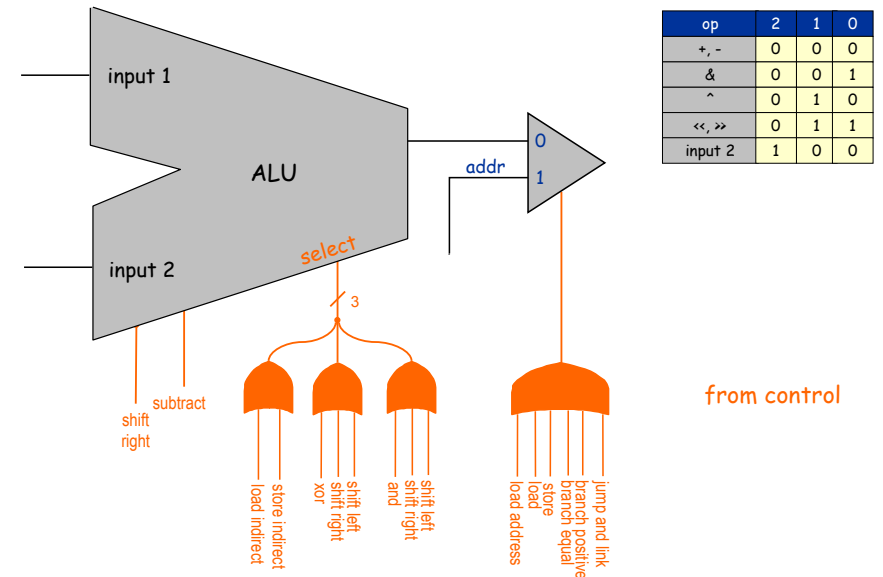 input 1
ALU
input 2
select
3
shift
right
subtract
load indirect
store indirect
xor
shift right
shift left
and
shift right
shift left
addr
0
1
load address
load
store
branch equal
branch positive
jump and link
from control
op 2 1 0
+, - 0 0 0
& 0 0 1
^ 0 1 0
<<, >> 0 1 1
input 2 1 0 0